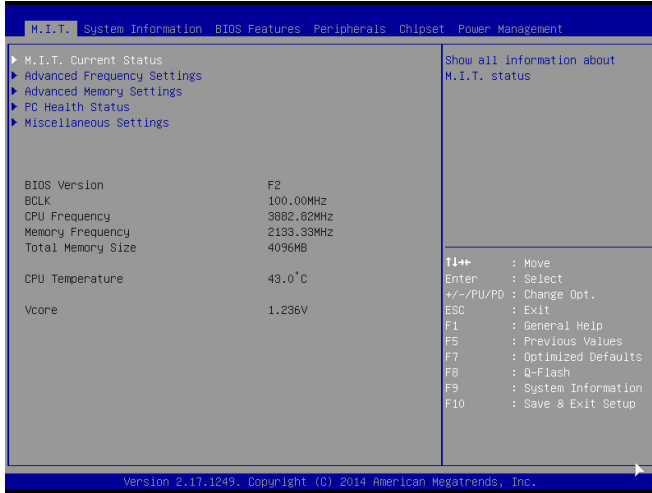 M.I.T. System Information BIOS Features Peripherals Chipset Power Management
M.I.T. Current Status
Advanced Frequency Settings
Advanced Memory Settings
PC Health Status
Miscellaneous Settings
BIOS Version F2
BCLK 100.00MHz
CPU Frequency 3882.82MHz
Memory Frequency 2133.33MHz
Total Memory Size 4096MB
CPU Temperature 43.0°C
Vcore 1.236V
Show all information about
M.I.T. status
↑↓→← : Move
Enter : Select
+/-/PU/PD : Change Opt.
ESC : Exit
F1 : General Help
F5 : Previous Values
F7 : Optimized Defaults
F8 : Q-Flash
F9 : System Information
F10 : Save & Exit Setup
Version 2.17.1249. Copyright (C) 2014 American Megatrends, Inc.